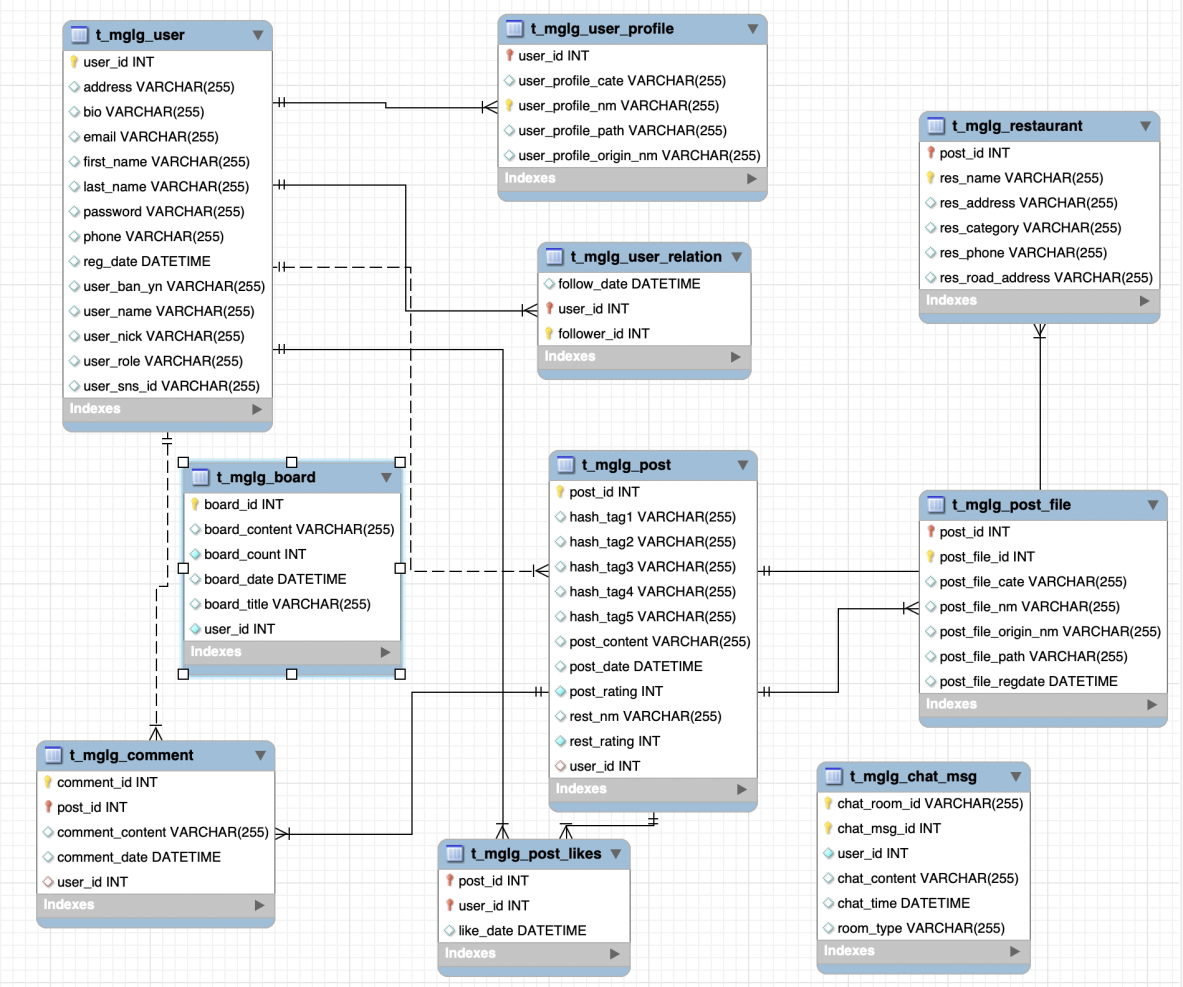 t_mglg_user
user_id INT
address VARCHAR(255)
bio VARCHAR(255)
email VARCHAR(255)
first_name VARCHAR(255)
last_name VARCHAR(255)
password VARCHAR(255)
phone VARCHAR(255)
reg_date DATETIME
user_ban_yn VARCHAR(255)
user_name VARCHAR(255)
user_nick VARCHAR(255)
user_role VARCHAR(255)
user_sns_id VARCHAR(255)
Indexes
t_mglg_user_profile
user_id INT
user_profile_cate VARCHAR(255)
user_profile_nm VARCHAR(255)
user_profile_path VARCHAR(255)
user_profile_origin_nm VARCHAR(255)
Indexes
t_mglg_restaurant
post_id INT
res_name VARCHAR(255)
res_address VARCHAR(255)
res_category VARCHAR(255)
res_phone VARCHAR(255)
res_road_address VARCHAR(255)
Indexes
t_mglg_user_relation
follow_date DATETIME
user_id INT
follower_id INT
Indexes
t_mglg_board
board_id INT
board_content VARCHAR(255)
board_count INT
board_date DATETIME
board_title VARCHAR(255)
user_id INT
Indexes
t_mglg_post
post_id INT
hash_tag1 VARCHAR(255)
hash_tag2 VARCHAR(255)
hash_tag3 VARCHAR(255)
hash_tag4 VARCHAR(255)
hash_tag5 VARCHAR(255)
post_content VARCHAR(255)
post_date DATETIME
post_rating INT
rest_nm VARCHAR(255)
rest_rating INT
user_id INT
Indexes
t_mglg_post_file
post_id INT
post_file_id INT
post_file_cate VARCHAR(255)
post_file_nm VARCHAR(255)
post_file_origin_nm VARCHAR(255)
post_file_path VARCHAR(255)
post_file_regdate DATETIME
Indexes
t_mglg_comment
comment_id INT
post_id INT
comment_content VARCHAR(255)
comment_date DATETIME
user_id INT
Indexes
t_mglg_post_likes
post_id INT
user_id INT
like_date DATETIME
Indexes
t_mglg_chat_msg
chat_room_id VARCHAR(255)
chat_msg_id INT
user_id INT
chat_content VARCHAR(255)
chat_time DATETIME
room_type VARCHAR(255)
Indexes